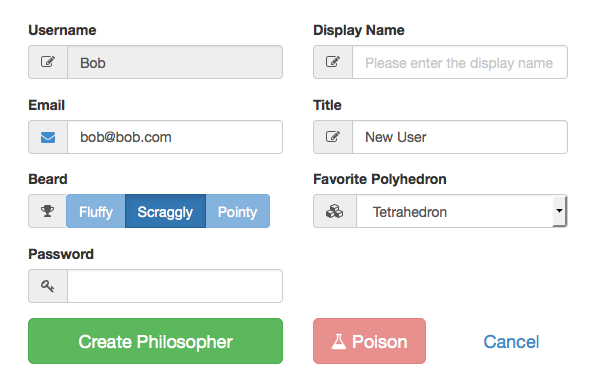 Username
Display Name
Bob
Please enter the display name
Email
Title
bob@bob.com
New User
Beard
Favorite Polyhedron
Fluffy Scraggly Pointy
Tetrahedron
Password
Create Philosopher
Poison
Cancel